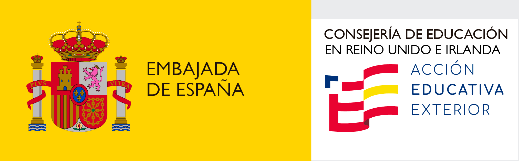 EMBAJADA
DE ESPAÑA
CONSEJERÍA DE EDUCACIÓN
EN REINO UNIDO E IRLANDA
ACCIÓN
EDUCATIVA
EXTERIOR